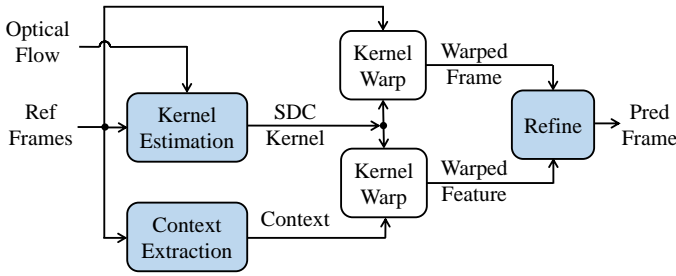 Optical
Flow
Ref
Frames
Kernel
Estimation
Context
Extraction
SDC
Kernel
Context
Kernel
Warp
Kernel
Warp
Warped
Frame
Warped
Feature
Refine
Pred
Frame